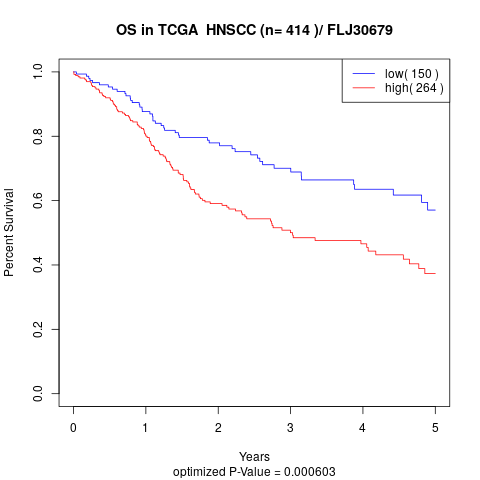 OS in TCGA  HNSCC (n= 414 )/ FLJ30679
low( 150 )
high( 264 )
Percent Survival
1.0
0.8
0.6
0.4
0.2
0.0
0 1 2 3 4 5
Years
optimized P-Value = 0.000603